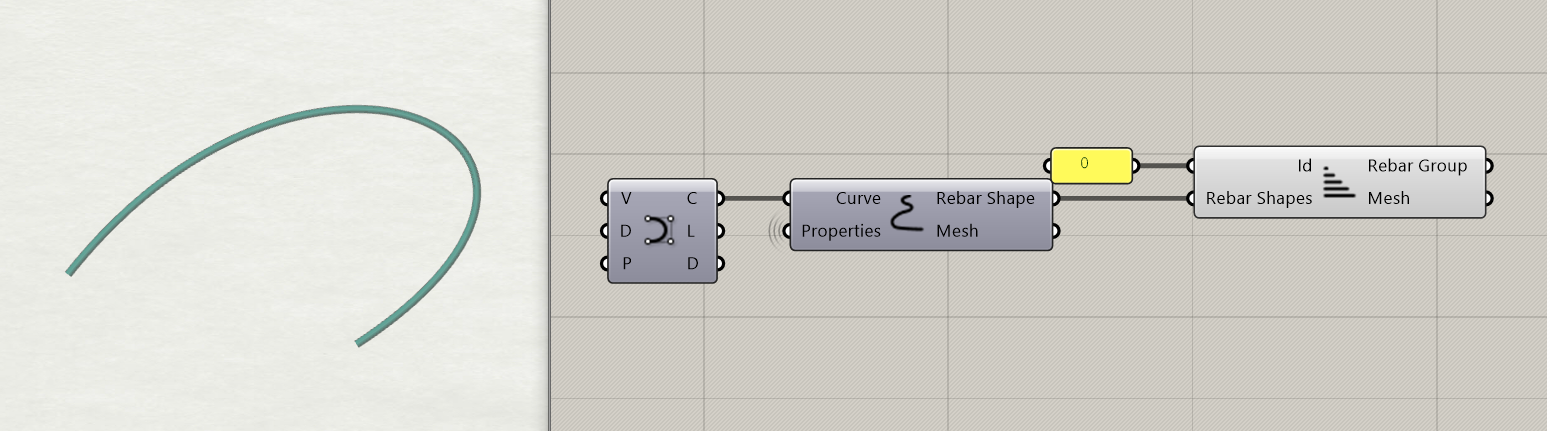 0
Id Rebar Group
Rebar Shapes Mesh
V C
D L
P D
Curve Rebar Shape
Properties Mesh